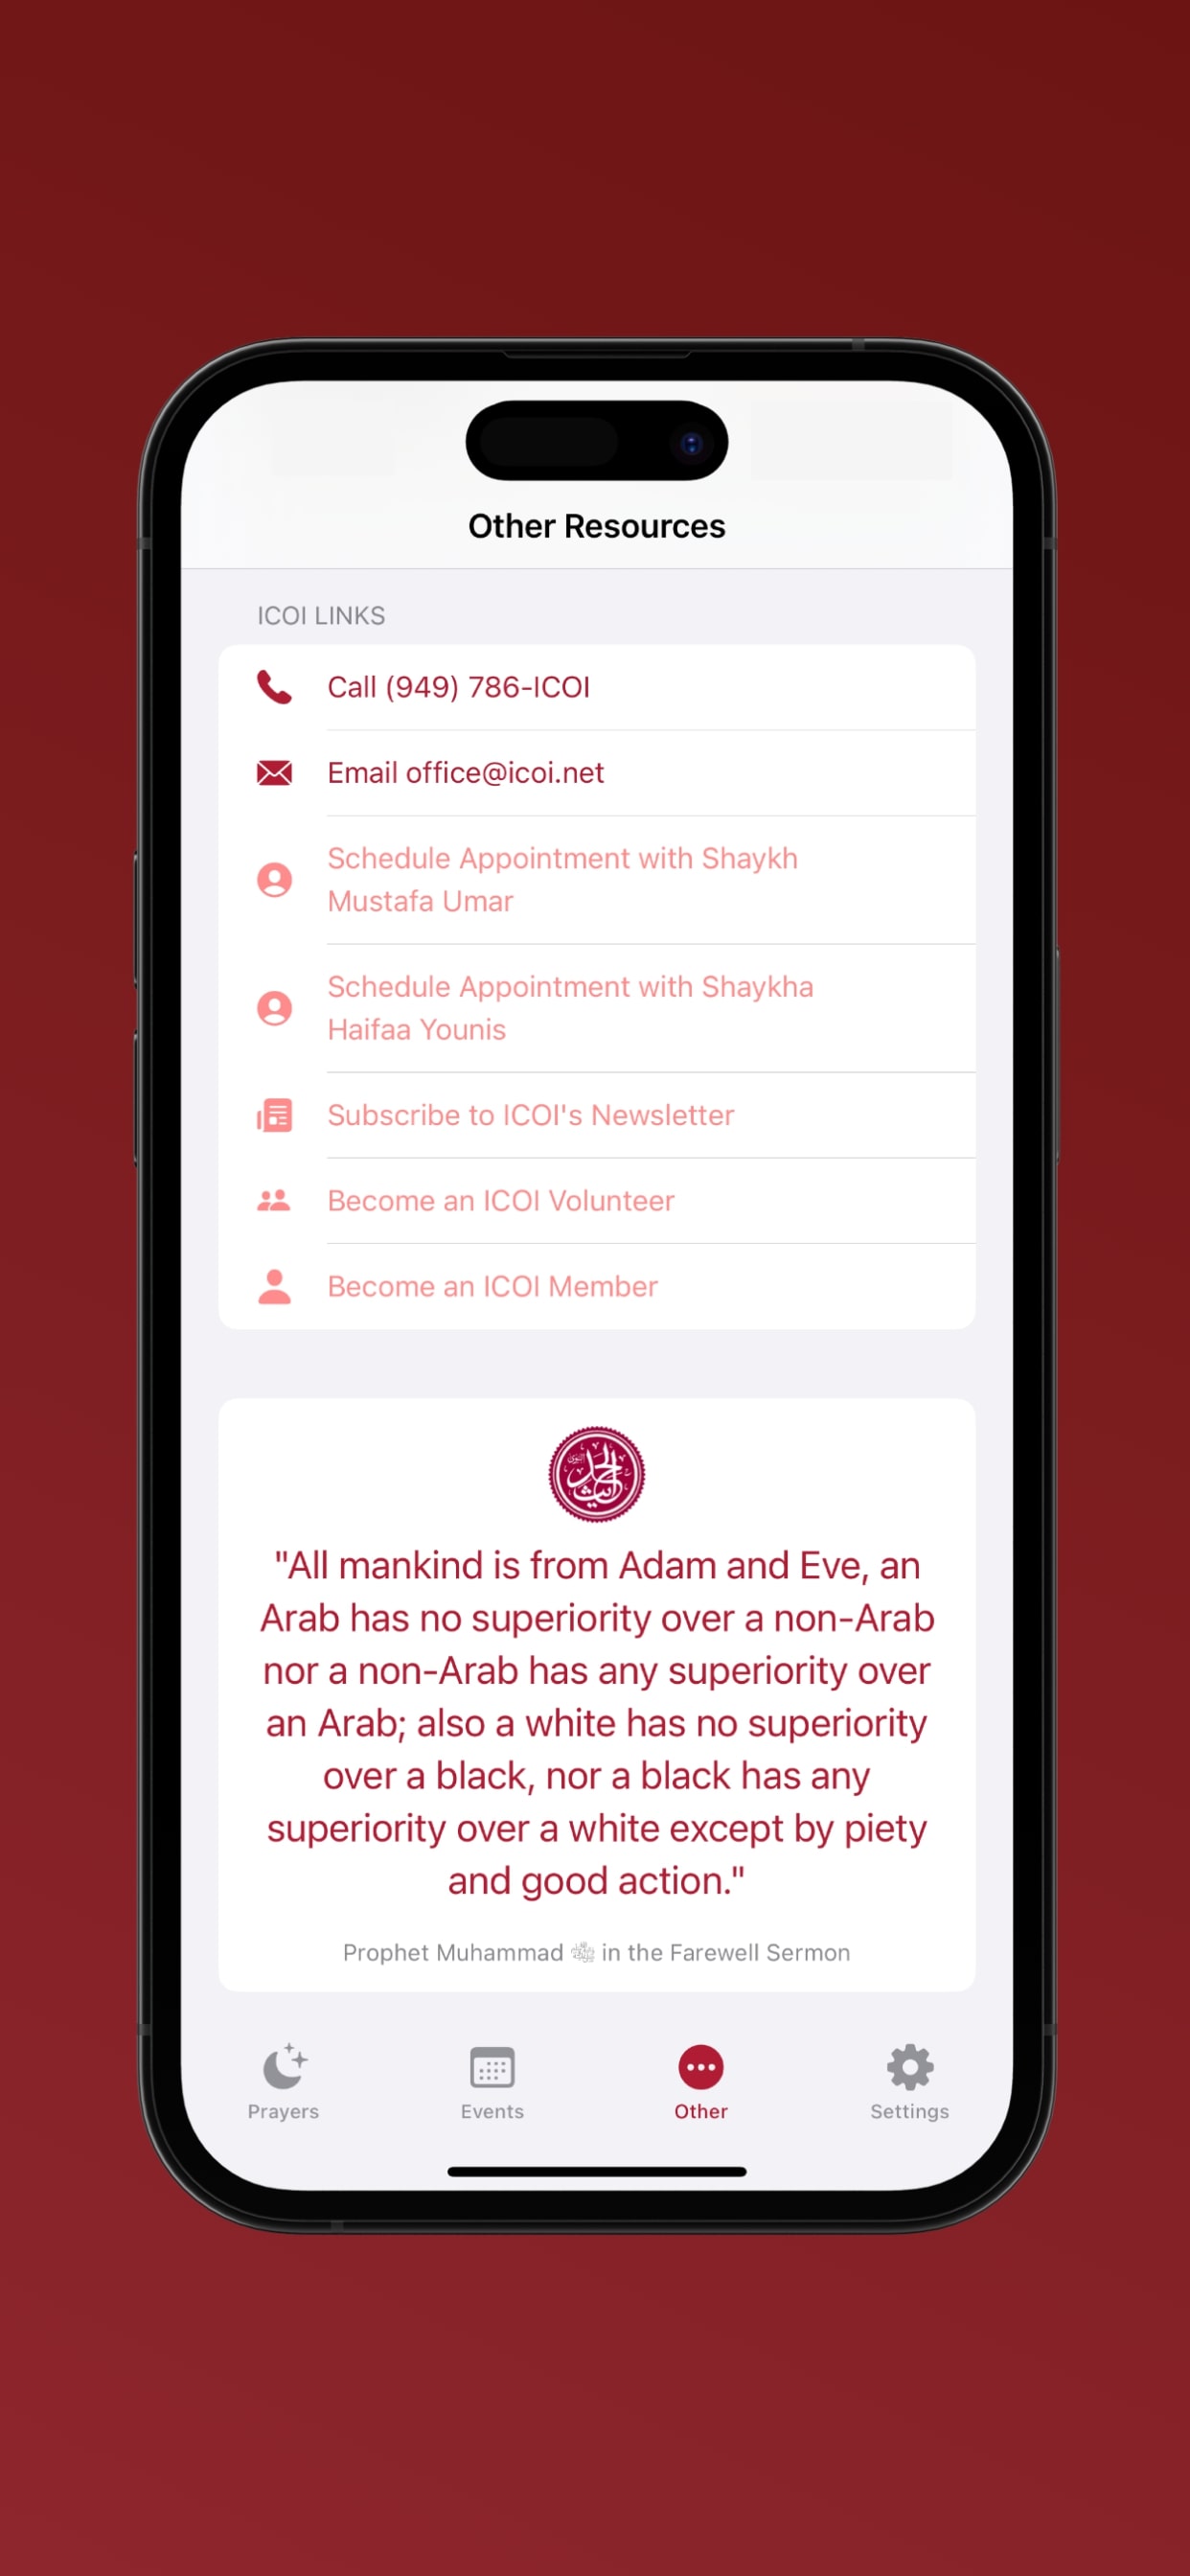 Other Resources
ICOI LINKS
Call (949) 786-ICOI
Email office@icoi.net
Schedule Appointment with Shaykh
Mustafa Umar
Schedule Appointment with Shaykha
Haifaa Younis
Subscribe to ICOI's Newsletter
Become an ICOI Volunteer
Become an ICOI Member
"All mankind is from Adam and Eve, an
Arab has no superiority over a non-Arab
nor a non-Arab has any superiority over
an Arab; also a white has no superiority
over a black, nor a black has any
superiority over a white except by piety
and good action."
Prophet Muhammad ﷺ in the Farewell Sermon
Prayers
Events
Other
Settings